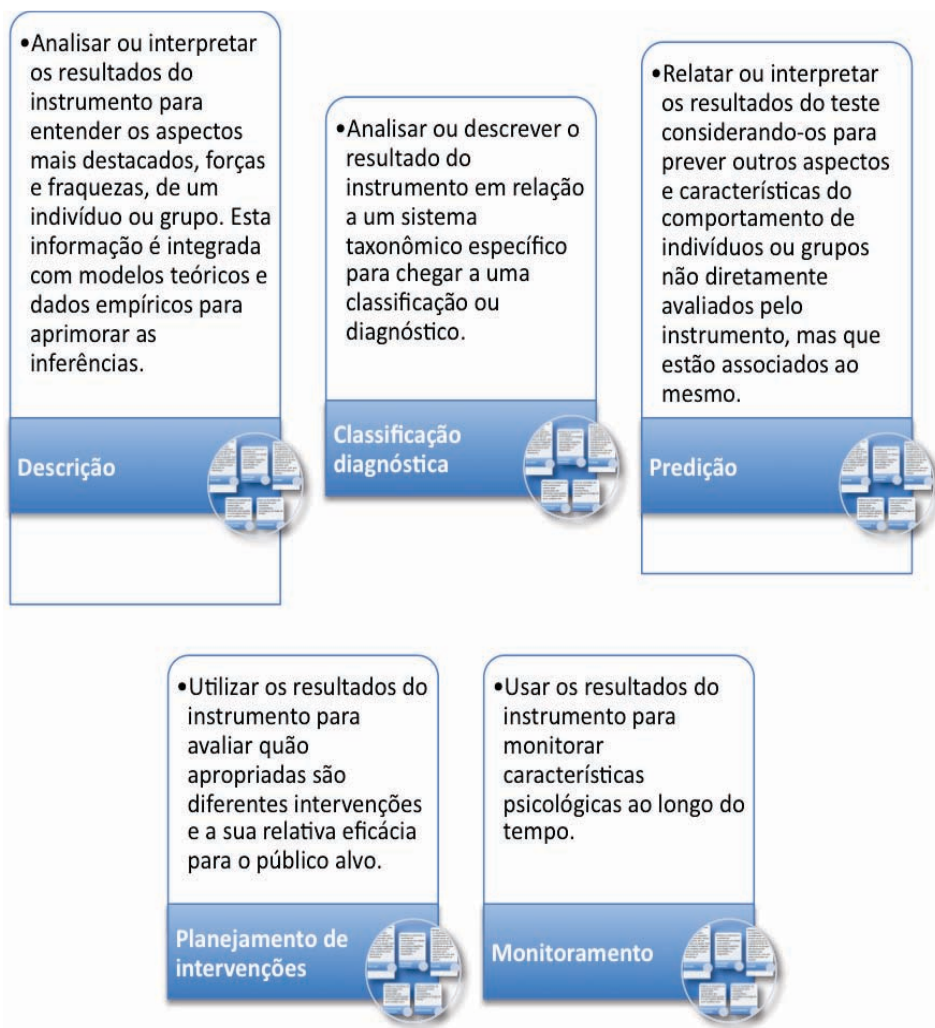 •Analisar ou interpretar
os resultados do
instrumento para
entender os aspectos
mais destacados, forças
e fraquezas, de um
indivíduo ou grupo. Esta
informação é integrada
com modelos teóricos e
dados empíricos para
aprimorar as
inferências.
Descrição
•Analisar ou descrever o
resultado do
instrumento em relação
a um sistema
taxonômico específico
para chegar a uma
classificação ou
diagnóstico.
Classificação
diagnóstica
•Relatar ou interpretar
os resultados do teste
considerando-os para
prever outros aspectos
e características do
comportamento de
indivíduos ou grupos
não diretamente
avaliados pelo
instrumento, mas que
estão associados ao
mesmo.
Predição
•Utilizar os resultados do
instrumento para
avaliar quão
apropriadas são
diferentes intervenções
e a sua relativa eficácia
para o público alvo.
Planejamento de
intervenções
•Usar os resultados do
instrumento para
monitorar
características
psicológicas ao longo do
tempo.
Monitoramento